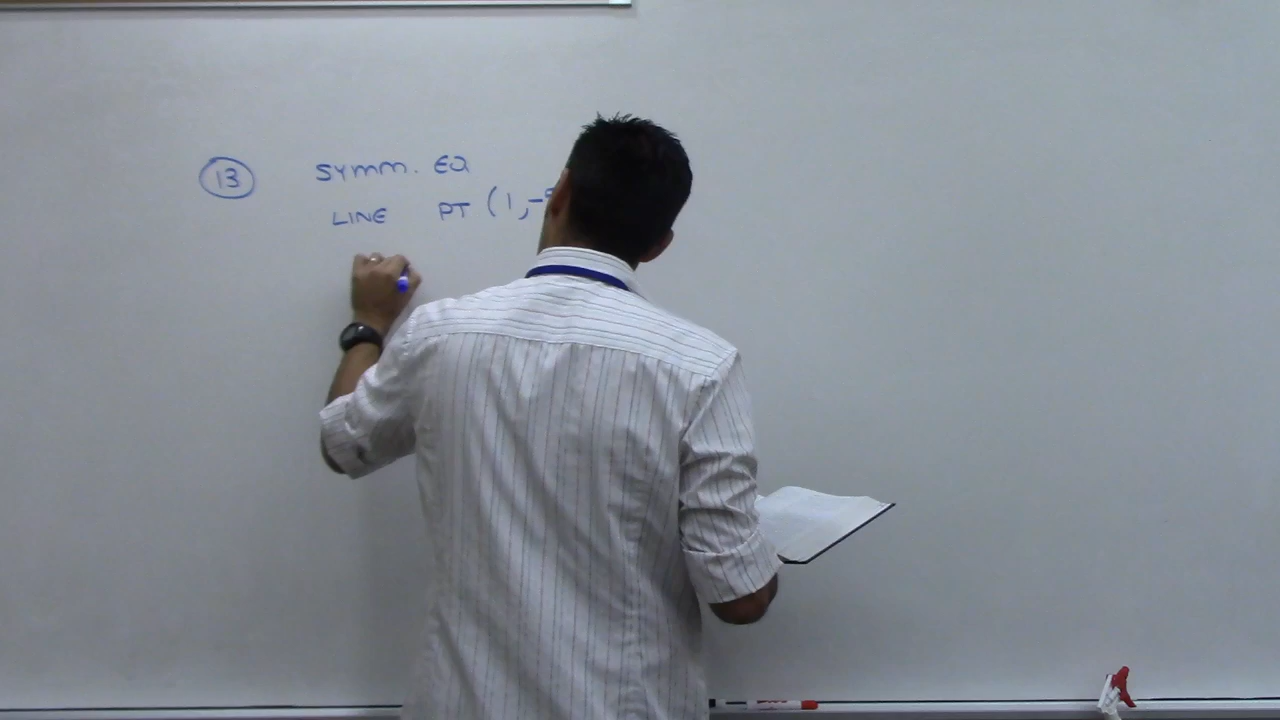 13 SYMM. EQ
LINE PT (1,-